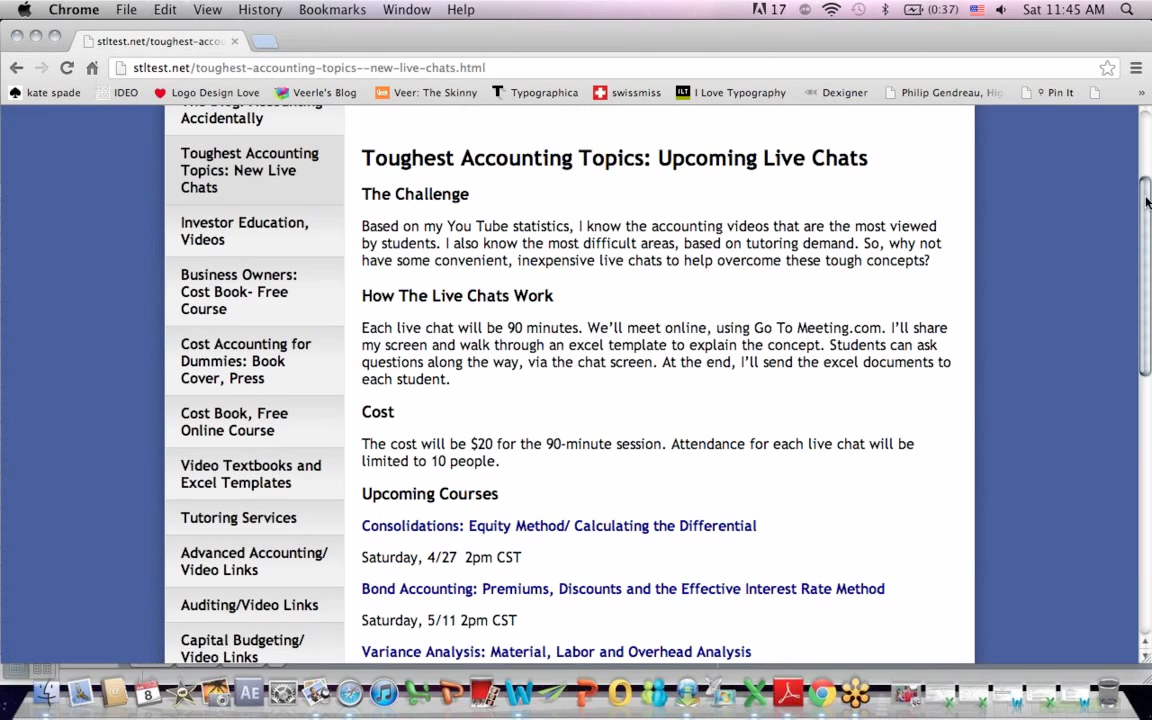 Chrome File Edit View History Bookmarks Window Help 17 (0:37) Sat 11:45 AM
stltest.net/toughest-acco
stltest.net/toughest-accounting-topics--new-live-chats.html
kate spade IDEO Logo Design Love Veerle's Blog Veer: The Skinny Typographica swissmiss I Love Typography Dexigner Philip Gendreau, Pin It »
The Blog: Accounting
Accidentally
Toughest Accounting
Topics: New Live
Chats
Investor Education,
Videos
Business Owners:
Cost Book- Free
Course
Cost Accounting for
Dummies: Book
Cover, Press
Cost Book, Free
Online Course
Video Textbooks and
Excel Templates
Tutoring Services
Advanced Accounting/
Video Links
Auditing/Video Links
Capital Budgeting/
Video Links
Toughest Accounting Topics: Upcoming Live Chats
The Challenge
Based on my You Tube statistics, I know the accounting videos that are the most viewed
by students. I also know the most difficult areas, based on tutoring demand. So, why not
have some convenient, inexpensive live chats to help overcome these tough concepts?
How The Live Chats Work
Each live chat will be 90 minutes. We'll meet online, using Go To Meeting.com. I'll share
my screen and walk through an excel template to explain the concept. Students can ask
questions along the way, via the chat screen. At the end, I'll send the excel documents to
each student.
Cost
The cost will be $20 for the 90-minute session. Attendance for each live chat will be
limited to 10 people.
Upcoming Courses
Consolidations: Equity Method/ Calculating the Differential
Saturday, 4/27 2pm CST
Bond Accounting: Premiums, Discounts and the Effective Interest Rate Method
Saturday, 5/11 2pm CST
Variance Analysis: Material, Labor and Overhead Analysis